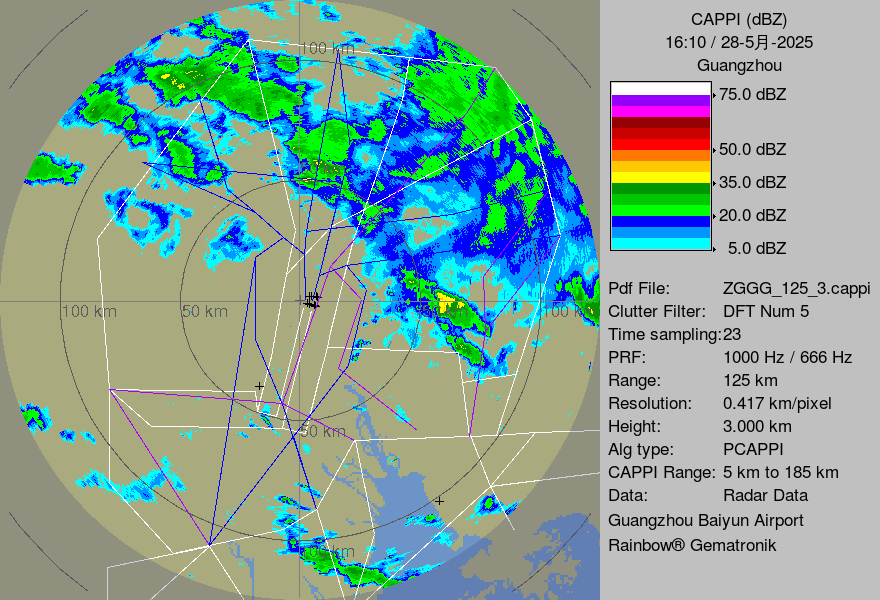 CAPPI (dBZ)
16:10 / 28-5月-2025
Guangzhou
75.0 dBZ
50.0 dBZ
35.0 dBZ
20.0 dBZ
5.0 dBZ
Pdf File: ZGGG_125_3.cappi
Clutter Filter: DFT Num 5
Time sampling:23
PRF: 1000 Hz / 666 Hz
Range: 125 km
Resolution: 0.417 km/pixel
Height: 3.000 km
Alg type: PCAPPI
CAPPI Range: 5 km to 185 km
Data: Radar Data
Guangzhou Baiyun Airport
Rainbow® Gematronik
100 km
100 km
50 km
100 km
50 km